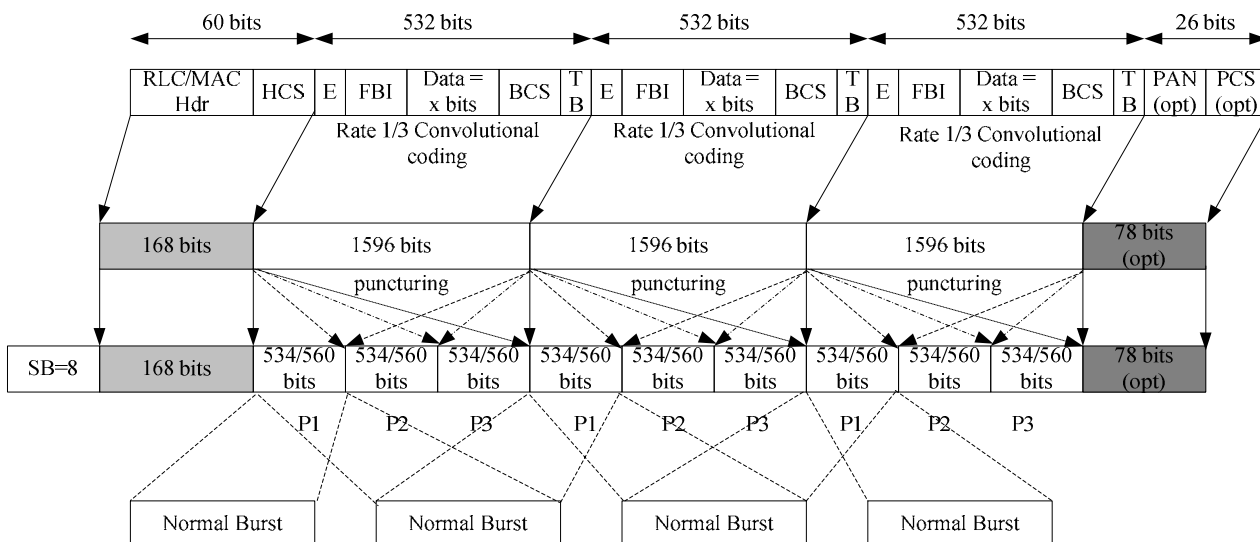 60 bits 532 bits 532 bits 532 bits 26 bits
RLC/MAC Hdr HCS E FBI Data = x bits BCS T B E FBI Data = x bits BCS T B E FBI Data = x bits BCS T B PAN (opt) PCS (opt)
Rate 1/3 Convolutional coding Rate 1/3 Convolutional coding Rate 1/3 Convolutional coding
168 bits 1596 bits 1596 bits 1596 bits 78 bits (opt)
puncturing puncturing puncturing
SB=8 168 bits 534/560 bits 534/560 bits 534/560 bits 534/560 bits 534/560 bits 534/560 bits 534/560 bits 534/560 bits 534/560 bits 78 bits (opt)
P1 P2 P3 P1 P2 P3 P1 P2 P3
Normal Burst Normal Burst Normal Burst Normal Burst